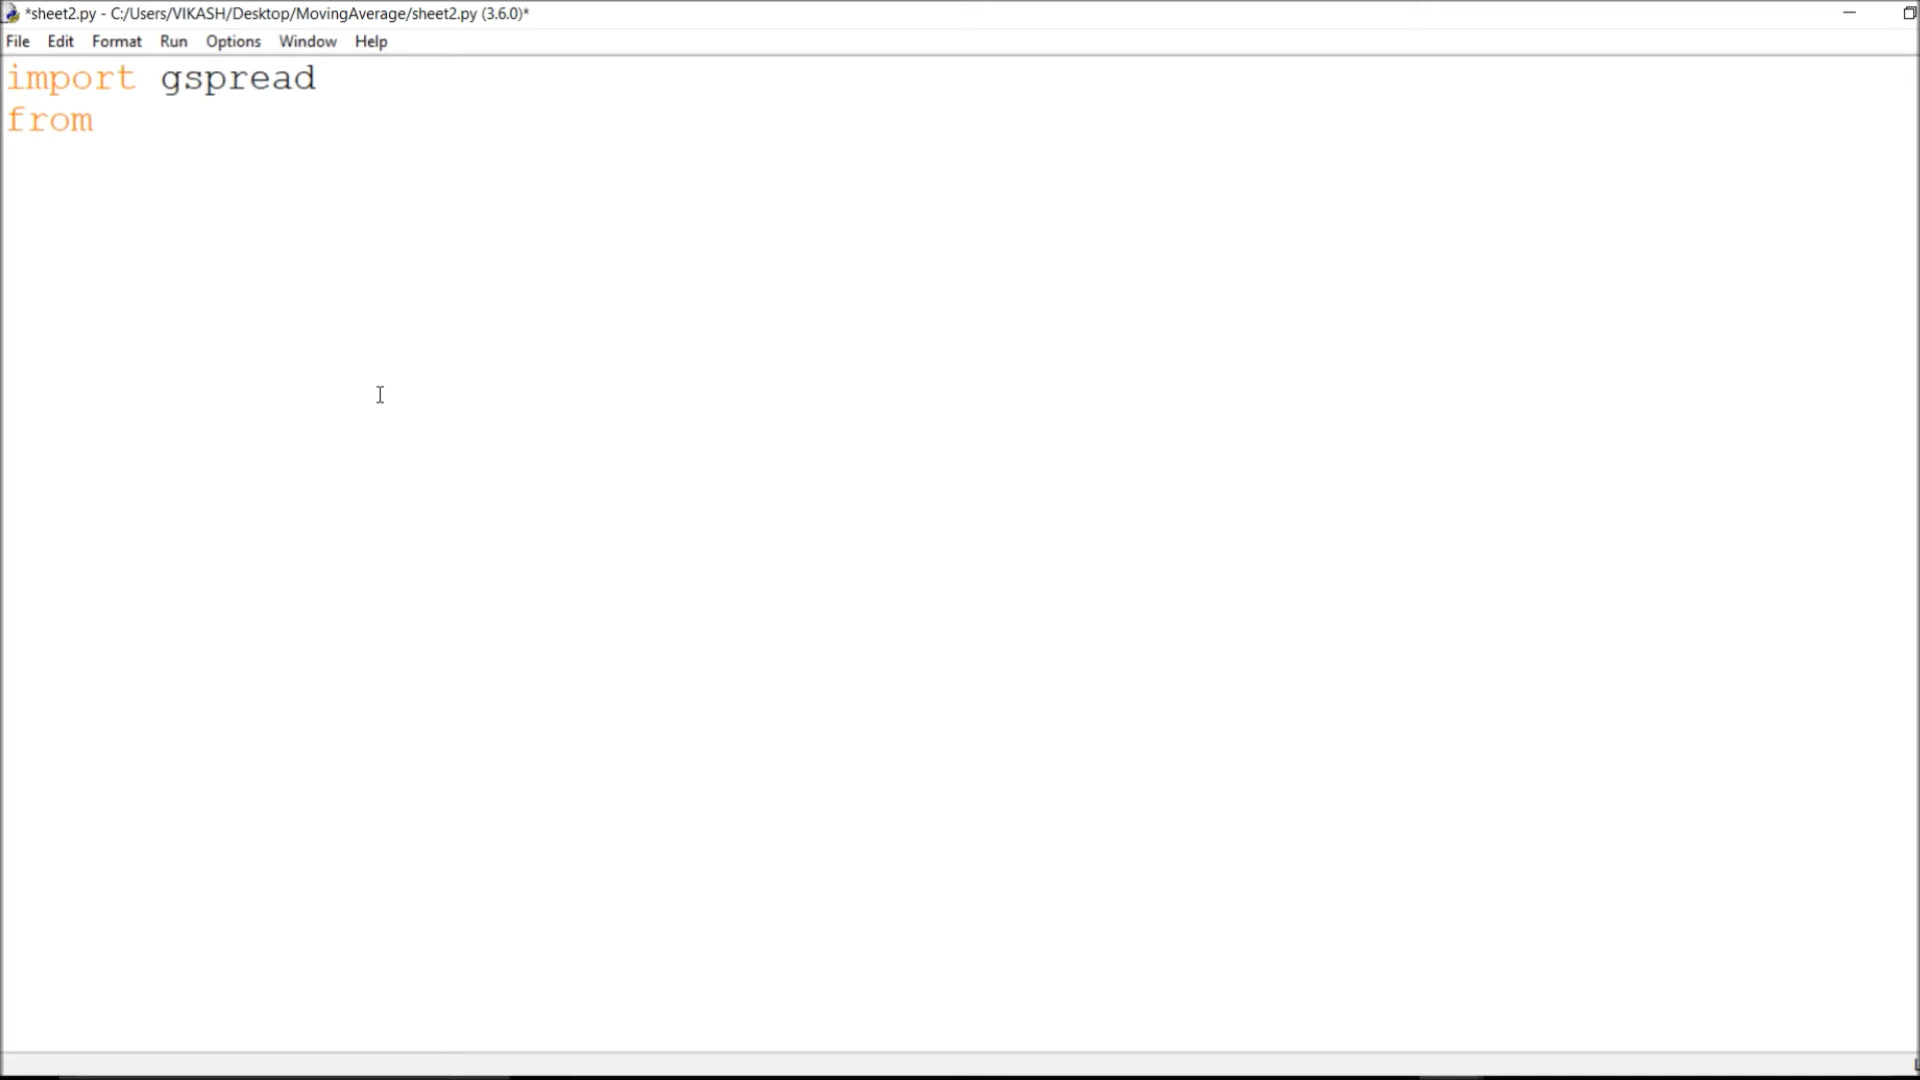 *sheet2.py - C:/Users/VIKASH/Desktop/MovingAverage/sheet2.py (3.6.0)*
File Edit Format Run Options Window Help
import gspread
from